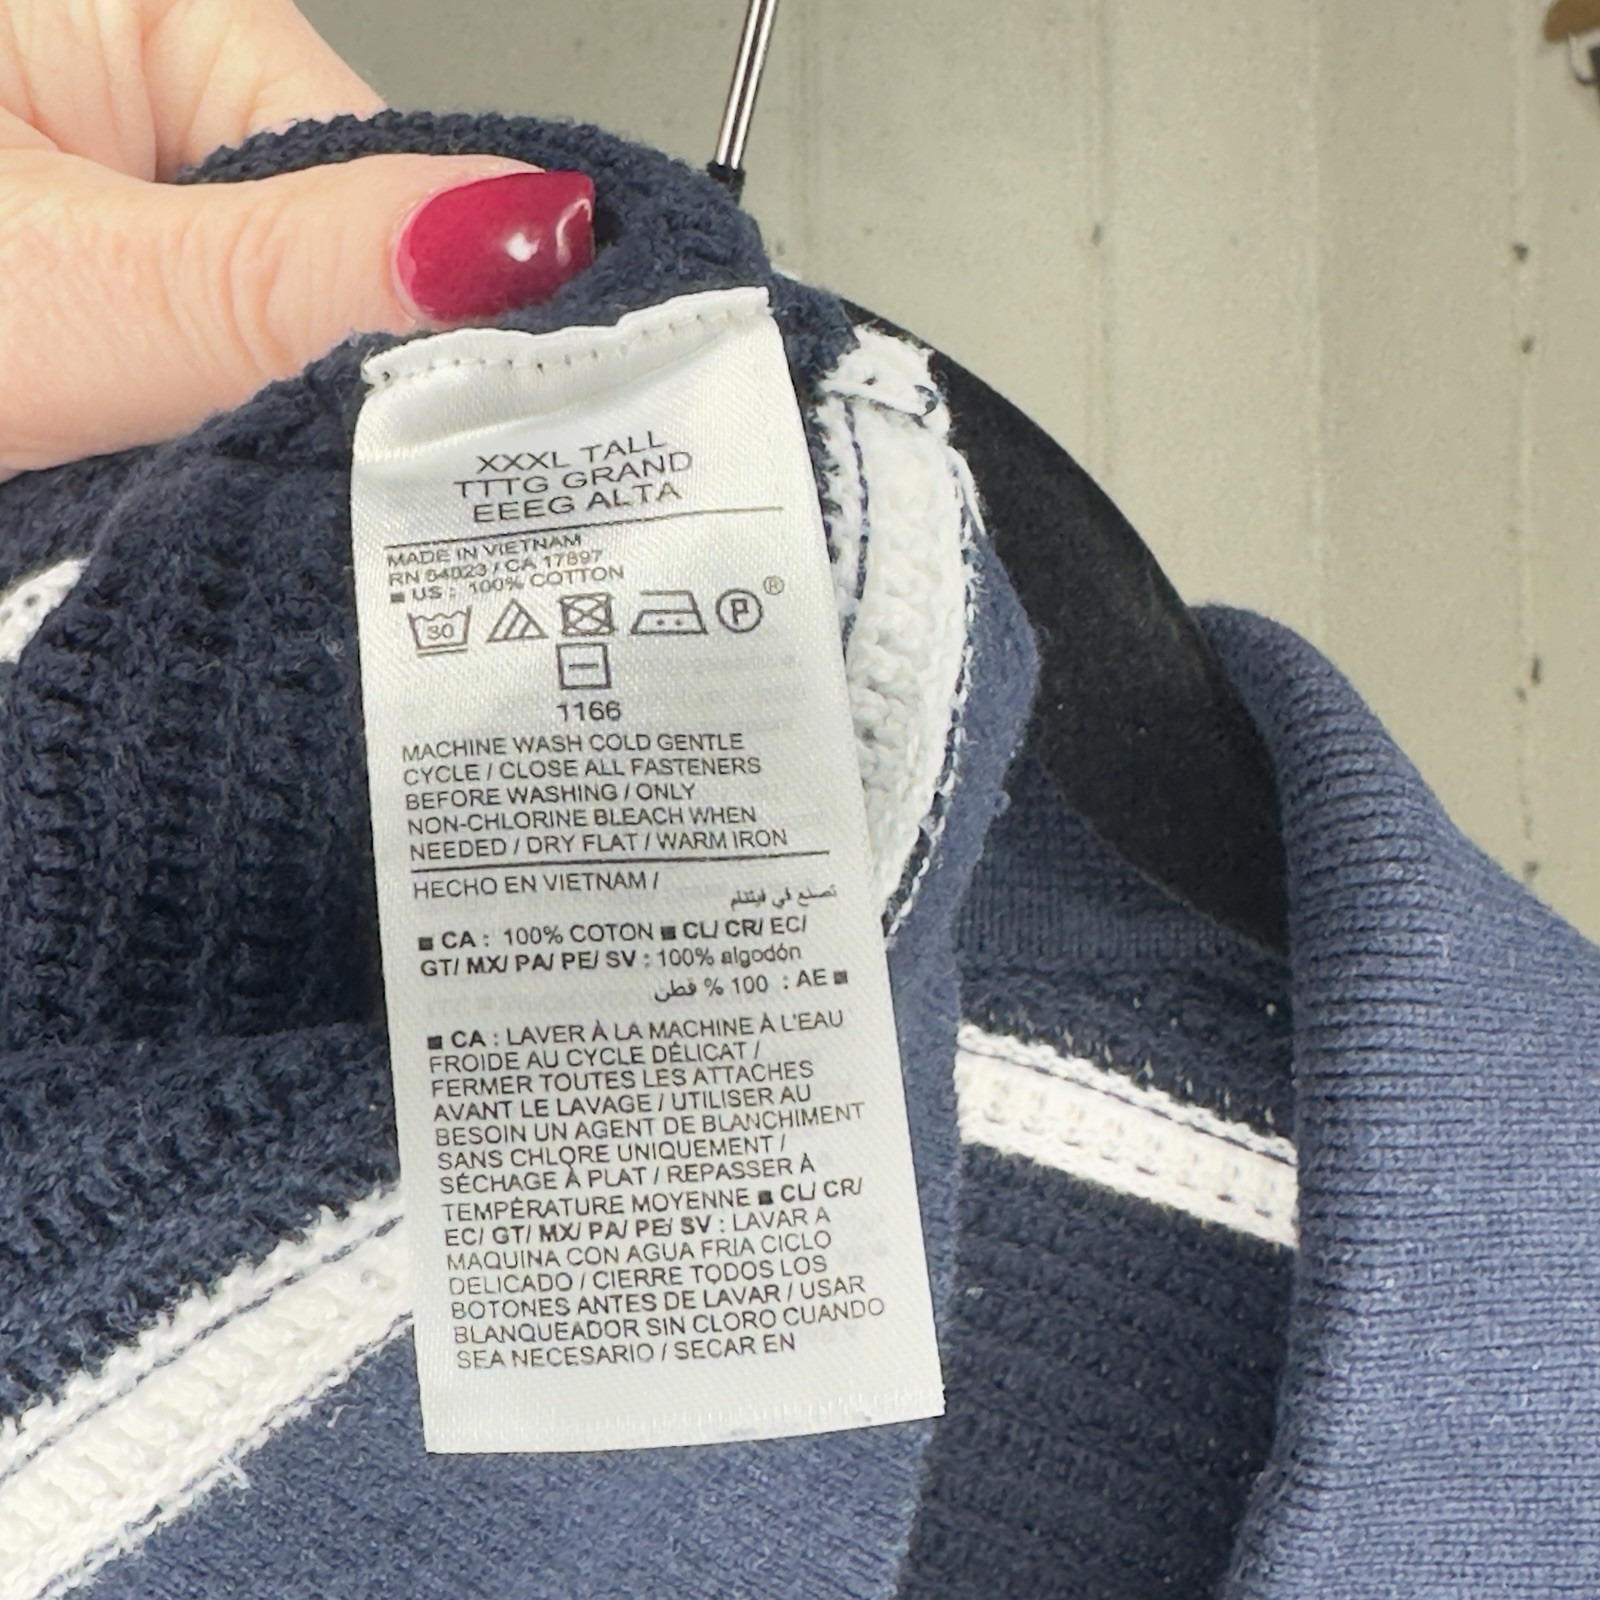 XXXL TALL
TTTG GRAND
EEEG ALTA
MADE IN VIETNAM
RN 54023 / CA 17897
■ US : 100% COTTON
30 P ®
1166
MACHINE WASH COLD GENTLE
CYCLE / CLOSE ALL FASTENERS
BEFORE WASHING / ONLY
NON-CHLORINE BLEACH WHEN
NEEDED / DRY FLAT / WARM IRON
HECHO EN VIETNAM /
تصنع في فيتنام
■ CA : 100% COTON ■ CL/ CR/ EC/
GT/ MX/ PA/ PE/ SV : 100% algodón
■ AE : 100 % قطن
■ CA : LAVER À LA MACHINE À L'EAU
FROIDE AU CYCLE DÉLICAT /
FERMER TOUTES LES ATTACHES
AVANT LE LAVAGE / UTILISER AU
BESOIN UN AGENT DE BLANCHIMENT
SANS CHLORE UNIQUEMENT /
SÉCHAGE À PLAT / REPASSER À
TEMPÉRATURE MOYENNE ■ CL/ CR/
EC/ GT/ MX/ PA/ PE/ SV : LAVAR A
MAQUINA CON AGUA FRIA CICLO
DELICADO / CIERRE TODOS LOS
BOTONES ANTES DE LAVAR / USAR
BLANQUEADOR SIN CLORO CUANDO
SEA NECESARIO / SECAR EN